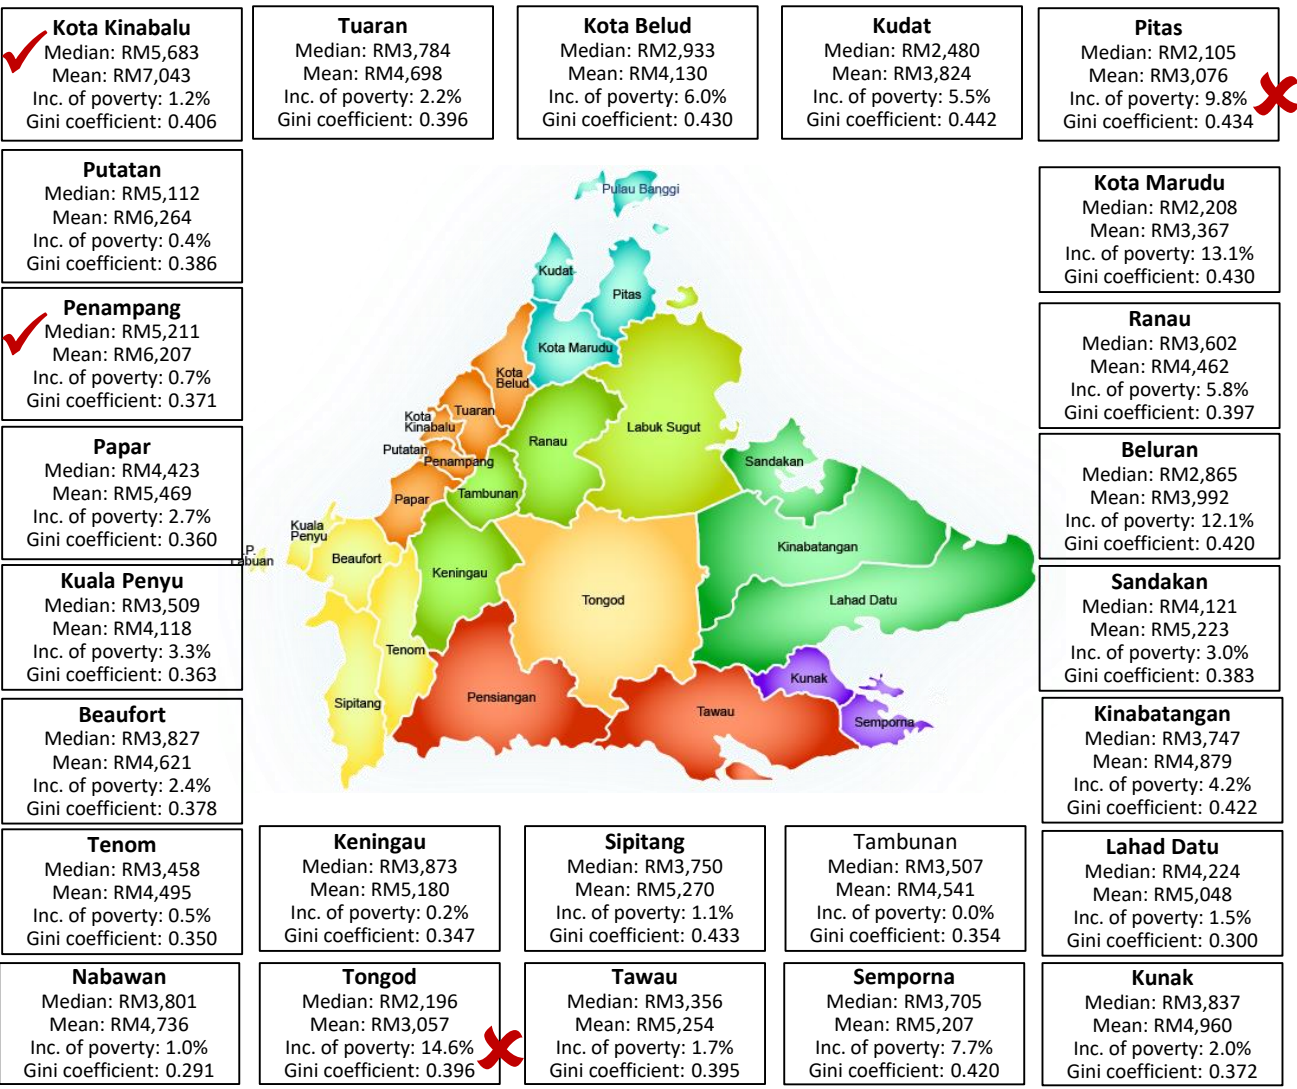 Kota Kinabalu
Median: RM5,683
Mean: RM7,043
Inc. of poverty: 1.2%
Gini coefficient: 0.406
Tuaran
Median: RM3,784
Mean: RM4,698
Inc. of poverty: 2.2%
Gini coefficient: 0.396
Kota Belud
Median: RM2,933
Mean: RM4,130
Inc. of poverty: 6.0%
Gini coefficient: 0.430
Kudat
Median: RM2,480
Mean: RM3,824
Inc. of poverty: 5.5%
Gini coefficient: 0.442
Pitas
Median: RM2,105
Mean: RM3,076
Inc. of poverty: 9.8%
Gini coefficient: 0.434
Putatan
Median: RM5,112
Mean: RM6,264
Inc. of poverty: 0.4%
Gini coefficient: 0.386
Penampang
Median: RM5,211
Mean: RM6,207
Inc. of poverty: 0.7%
Gini coefficient: 0.371
Papar
Median: RM4,423
Mean: RM5,469
Inc. of poverty: 2.7%
Gini coefficient: 0.360
Kuala Penyu
Median: RM3,509
Mean: RM4,118
Inc. of poverty: 3.3%
Gini coefficient: 0.363
Beaufort
Median: RM3,827
Mean: RM4,621
Inc. of poverty: 2.4%
Gini coefficient: 0.378
Pulau Banggi
Kudat
Pitas
Kota Marudu
Kota
Belud
Tuaran
Kota
Kinabalu
Putatan
Penampang
Ranau
Labuk Sugut
Sandakan
Tambunan
Papar
Kuala
Penyu
.P.
Labuan
Beaufort
Keningau
Kinabatangan
Tongod
Lahad Datu
Tenom
Kunak
Pensiangan
Sipitang
Tawau
Semporna
Kota Marudu
Median: RM2,208
Mean: RM3,367
Inc. of poverty: 13.1%
Gini coefficient: 0.430
Ranau
Median: RM3,602
Mean: RM4,462
Inc. of poverty: 5.8%
Gini coefficient: 0.397
Beluran
Median: RM2,865
Mean: RM3,992
Inc. of poverty: 12.1%
Gini coefficient: 0.420
Sandakan
Median: RM4,121
Mean: RM5,223
Inc. of poverty: 3.0%
Gini coefficient: 0.383
Kinabatangan
Median: RM3,747
Mean: RM4,879
Inc. of poverty: 4.2%
Gini coefficient: 0.422
Tenom
Median: RM3,458
Mean: RM4,495
Inc. of poverty: 0.5%
Gini coefficient: 0.350
Keningau
Median: RM3,873
Mean: RM5,180
Inc. of poverty: 0.2%
Gini coefficient: 0.347
Sipitang
Median: RM3,750
Mean: RM5,270
Inc. of poverty: 1.1%
Gini coefficient: 0.433
Tambunan
Median: RM3,507
Mean: RM4,541
Inc. of poverty: 0.0%
Gini coefficient: 0.354
Lahad Datu
Median: RM4,224
Mean: RM5,048
Inc. of poverty: 1.5%
Gini coefficient: 0.300
Nabawan
Median: RM3,801
Mean: RM4,736
Inc. of poverty: 1.0%
Gini coefficient: 0.291
Tongod
Median: RM2,196
Mean: RM3,057
Inc. of poverty: 14.6%
Gini coefficient: 0.396
Tawau
Median: RM3,356
Mean: RM5,254
Inc. of poverty: 1.7%
Gini coefficient: 0.395
Semporna
Median: RM3,705
Mean: RM5,207
Inc. of poverty: 7.7%
Gini coefficient: 0.420
Kunak
Median: RM3,837
Mean: RM4,960
Inc. of poverty: 2.0%
Gini coefficient: 0.372